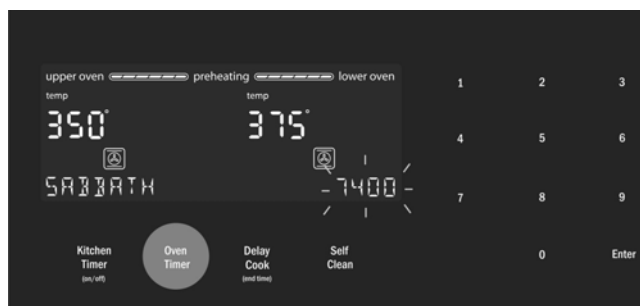 upper oven preheating lower oven
temp temp
350° 375°
SABBATH 7400
Kitchen Timer (on/off)
Oven Timer
Delay Cook (end time)
Self Clean
1 2 3
4 5 6
7 8 9
0 Enter